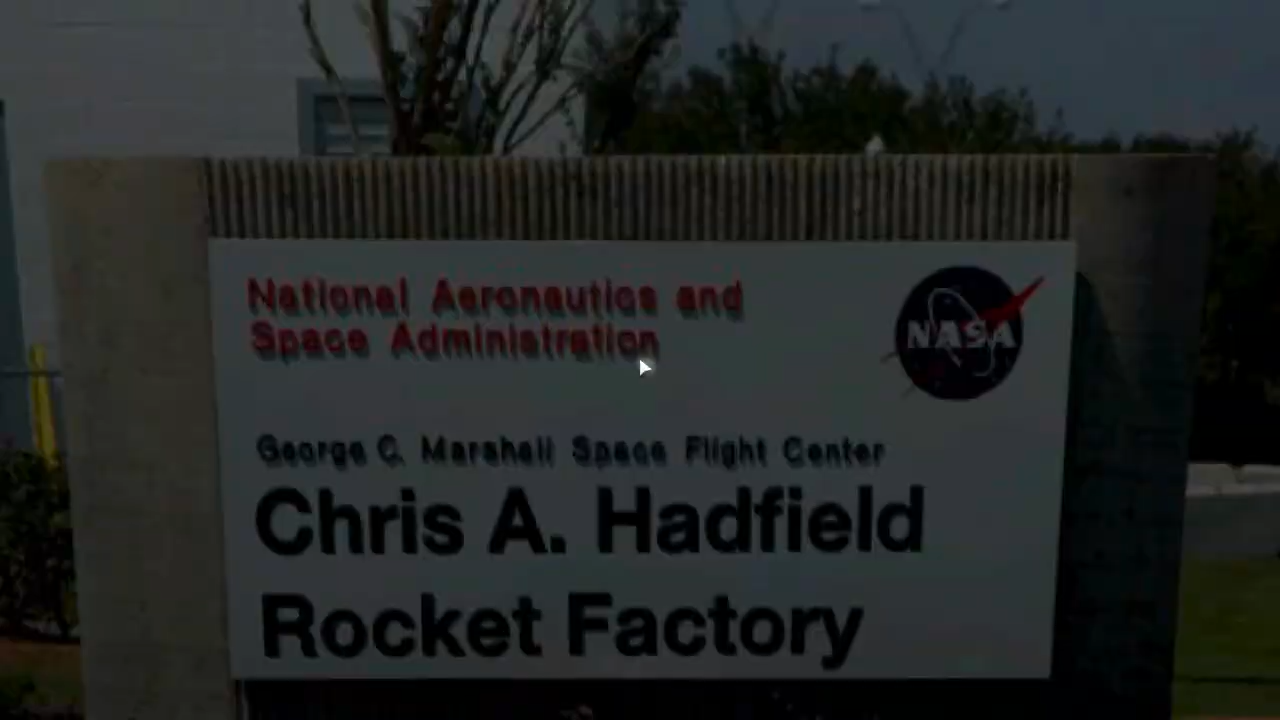 National Aeronautics and
Space Administration
NASA
George C. Marshall Space Flight Center
Chris A. Hadfield
Rocket Factory